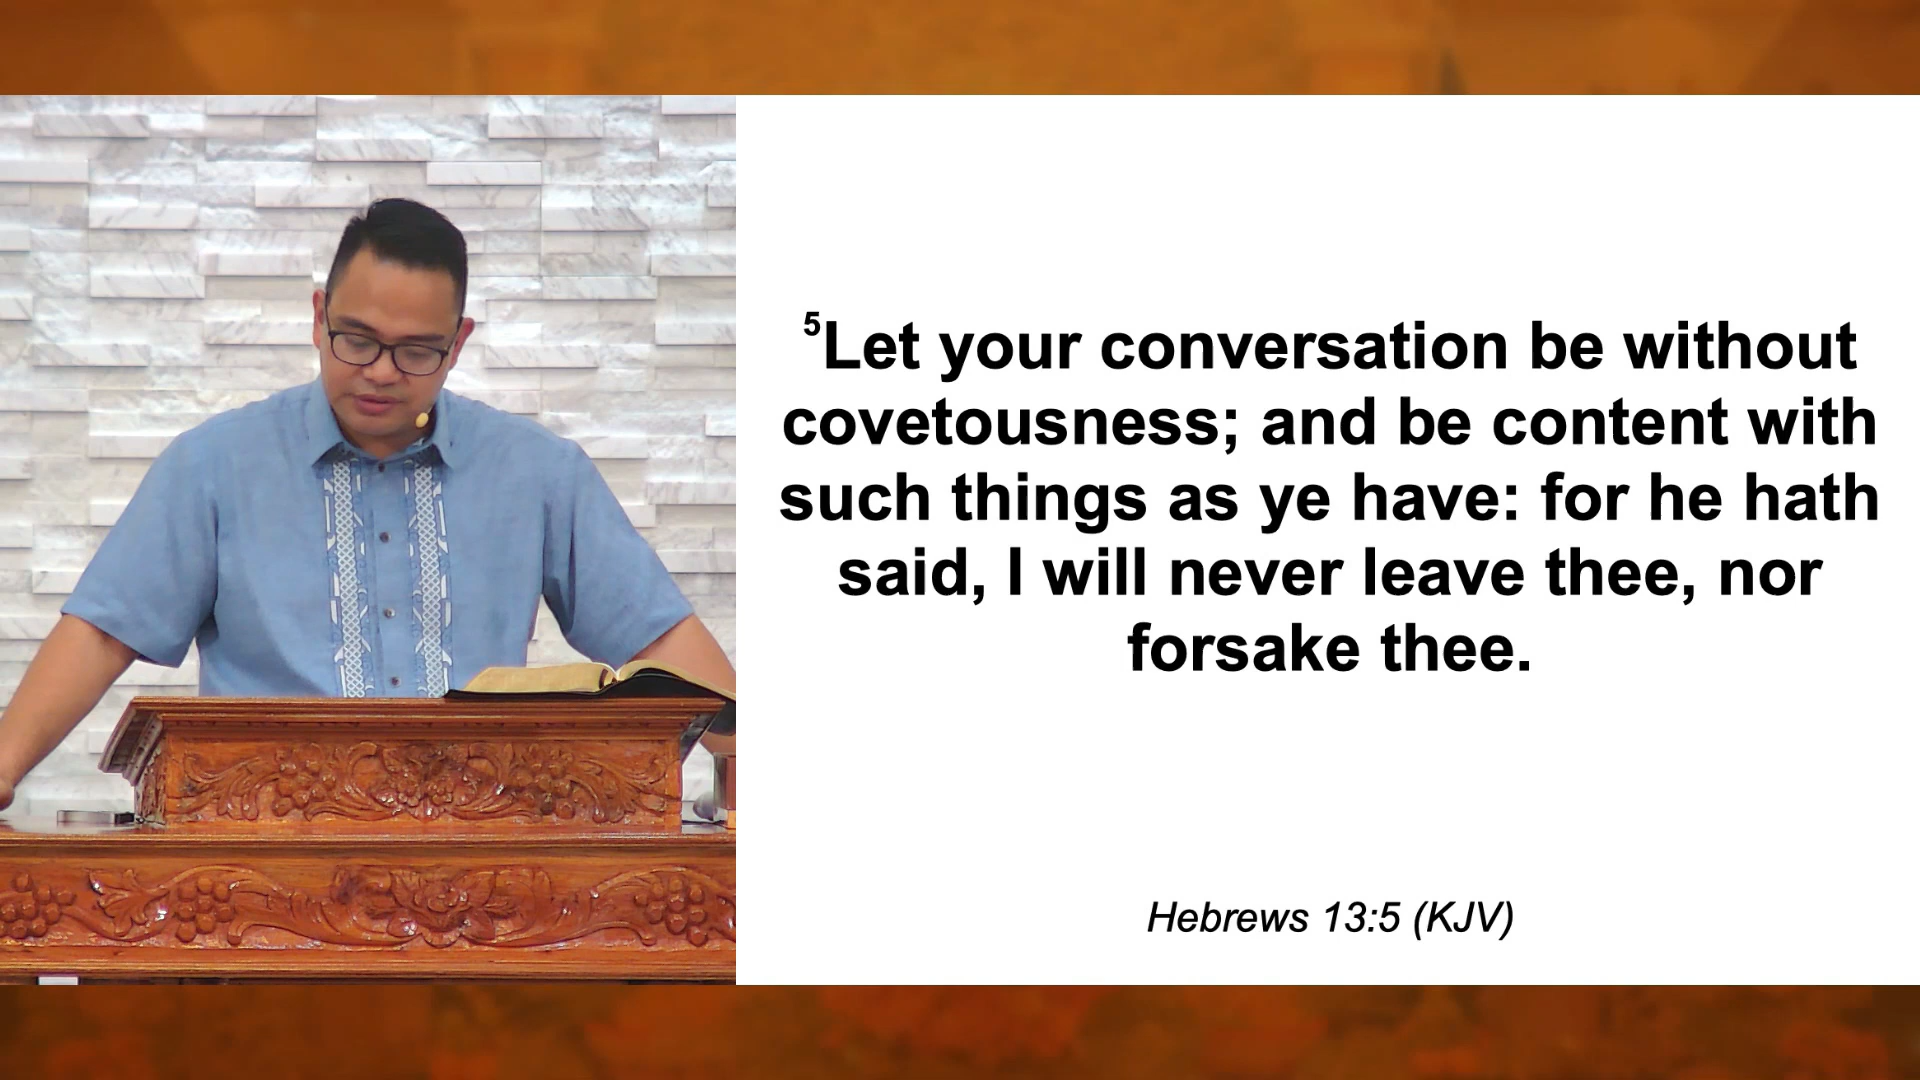 5Let your conversation be without
covetousness; and be content with
such things as ye have: for he hath
said, I will never leave thee, nor
forsake thee.
Hebrews 13:5 (KJV)